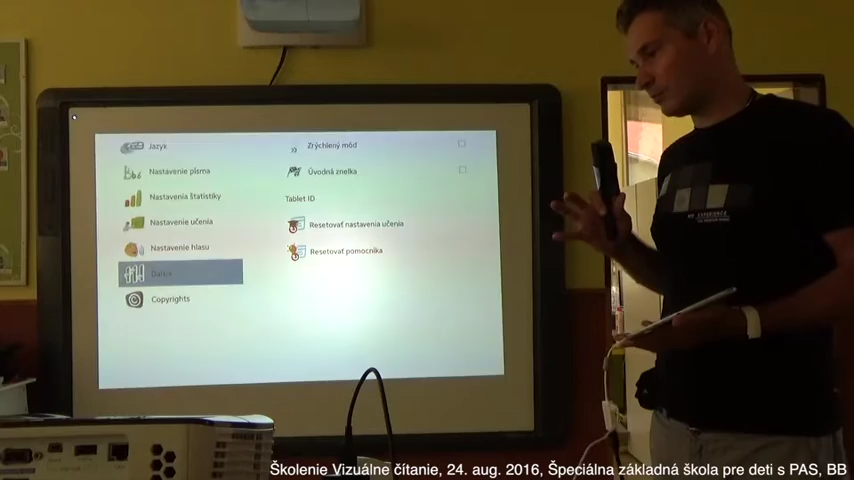 Jazyk
Nastavenie písma
Nastavenia štatistiky
Nastavenie učenia
Nastavenie hlasu
Ďalšie
Copyrights
Zrýchlený mód
Úvodná znelka
Tablet ID
Resetovať nastavenia učenia
Resetovať pomocníka
Školenie Vizuálne čítanie, 24. aug. 2016, Špeciálna základná škola pre deti s PAS, BB